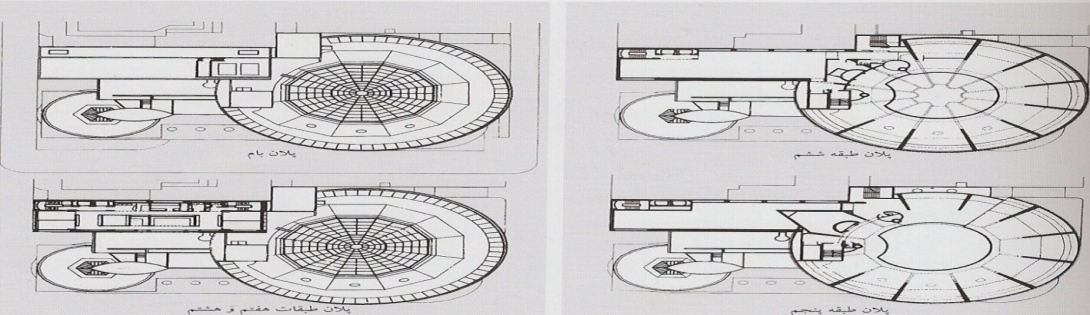 پلان طبقه ششم
پلان بام
پلان طبقه پنجم
پلان طبقات هفتم و هشتم